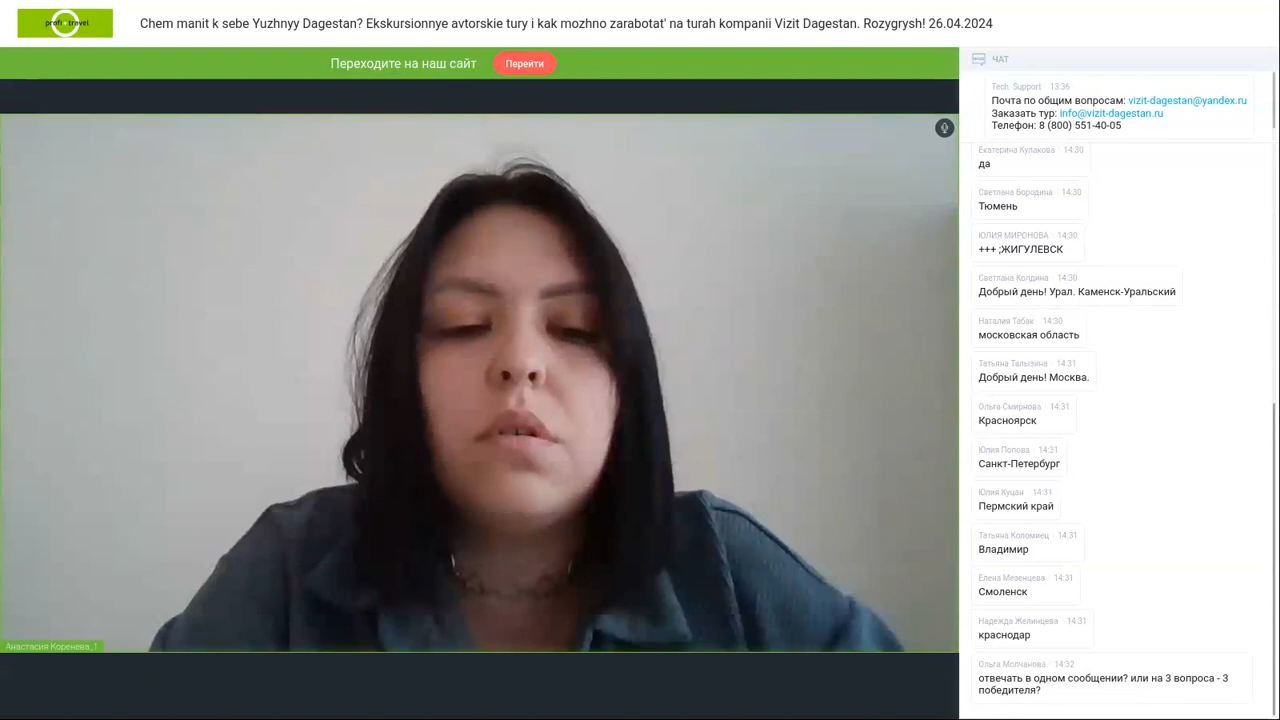 profi travel
Chem manit k sebe Yuzhnyy Dagestan? Ekskursionnye avtorskie tury i kak mozhno zarabotat' na turah kompanii Vizit Dagestan. Rozygrysh! 26.04.2024
Переходите на наш сайт
Перейти
ЧАТ
Tech. Support 13:36
Почта по общим вопросам: vizit-dagestan@yandex.ru
Заказать тур: info@vizit-dagestan.ru
Телефон: 8 (800) 551-40-05
Екатерина Кулакова 14:30
да
Светлана Бородина 14:30
Тюмень
ЮЛИЯ МИРОНОВА 14:30
+++ ;ЖИГУЛЕВСК
Светлана Колдина 14:30
Добрый день! Урал. Каменск-Уральский
Наталия Табак 14:30
московская область
Татьяна Талызина 14:31
Добрый день! Москва.
Ольга Смирнова 14:31
Красноярск
Юлия Попова 14:31
Санкт-Петербург
Юлия Куцан 14:31
Пермский край
Татьяна Коломиец 14:31
Владимир
Елена Мезенцева 14:31
Смоленск
Надежда Желинцева 14:31
краснодар
Ольга Молчанова 14:32
отвечать в одном сообщении? или на 3 вопроса - 3
победителя?
Анастасия Коренева_1